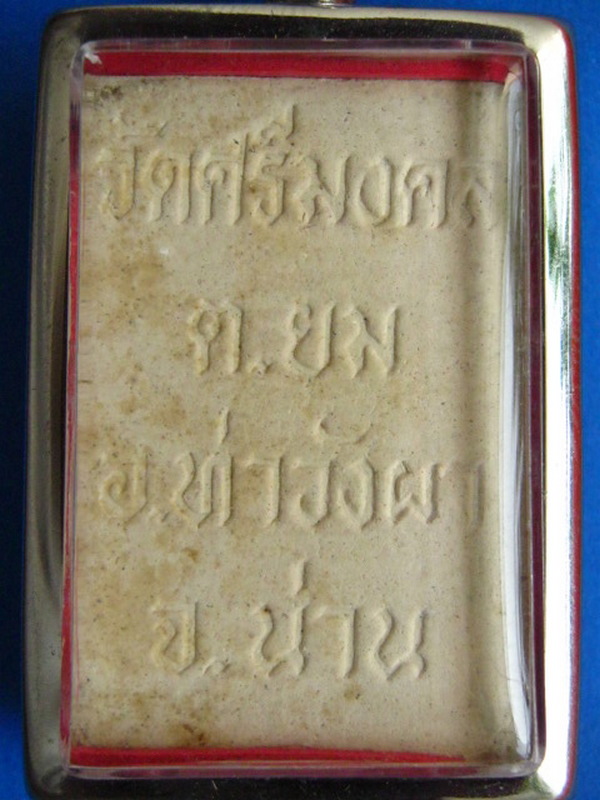 วัดศรีมงคล
ต.ยม
อ.ท่าวังผา
จ.น่าน